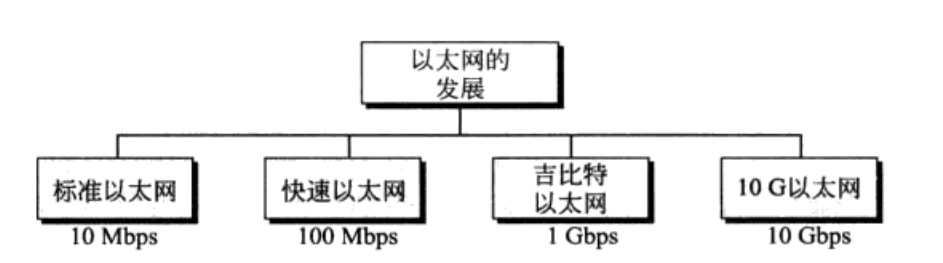 以太网的
发展
标准以太网
快速以太网
吉比特
以太网
10 G以太网
10 Mbps
100 Mbps
1 Gbps
10 Gbps